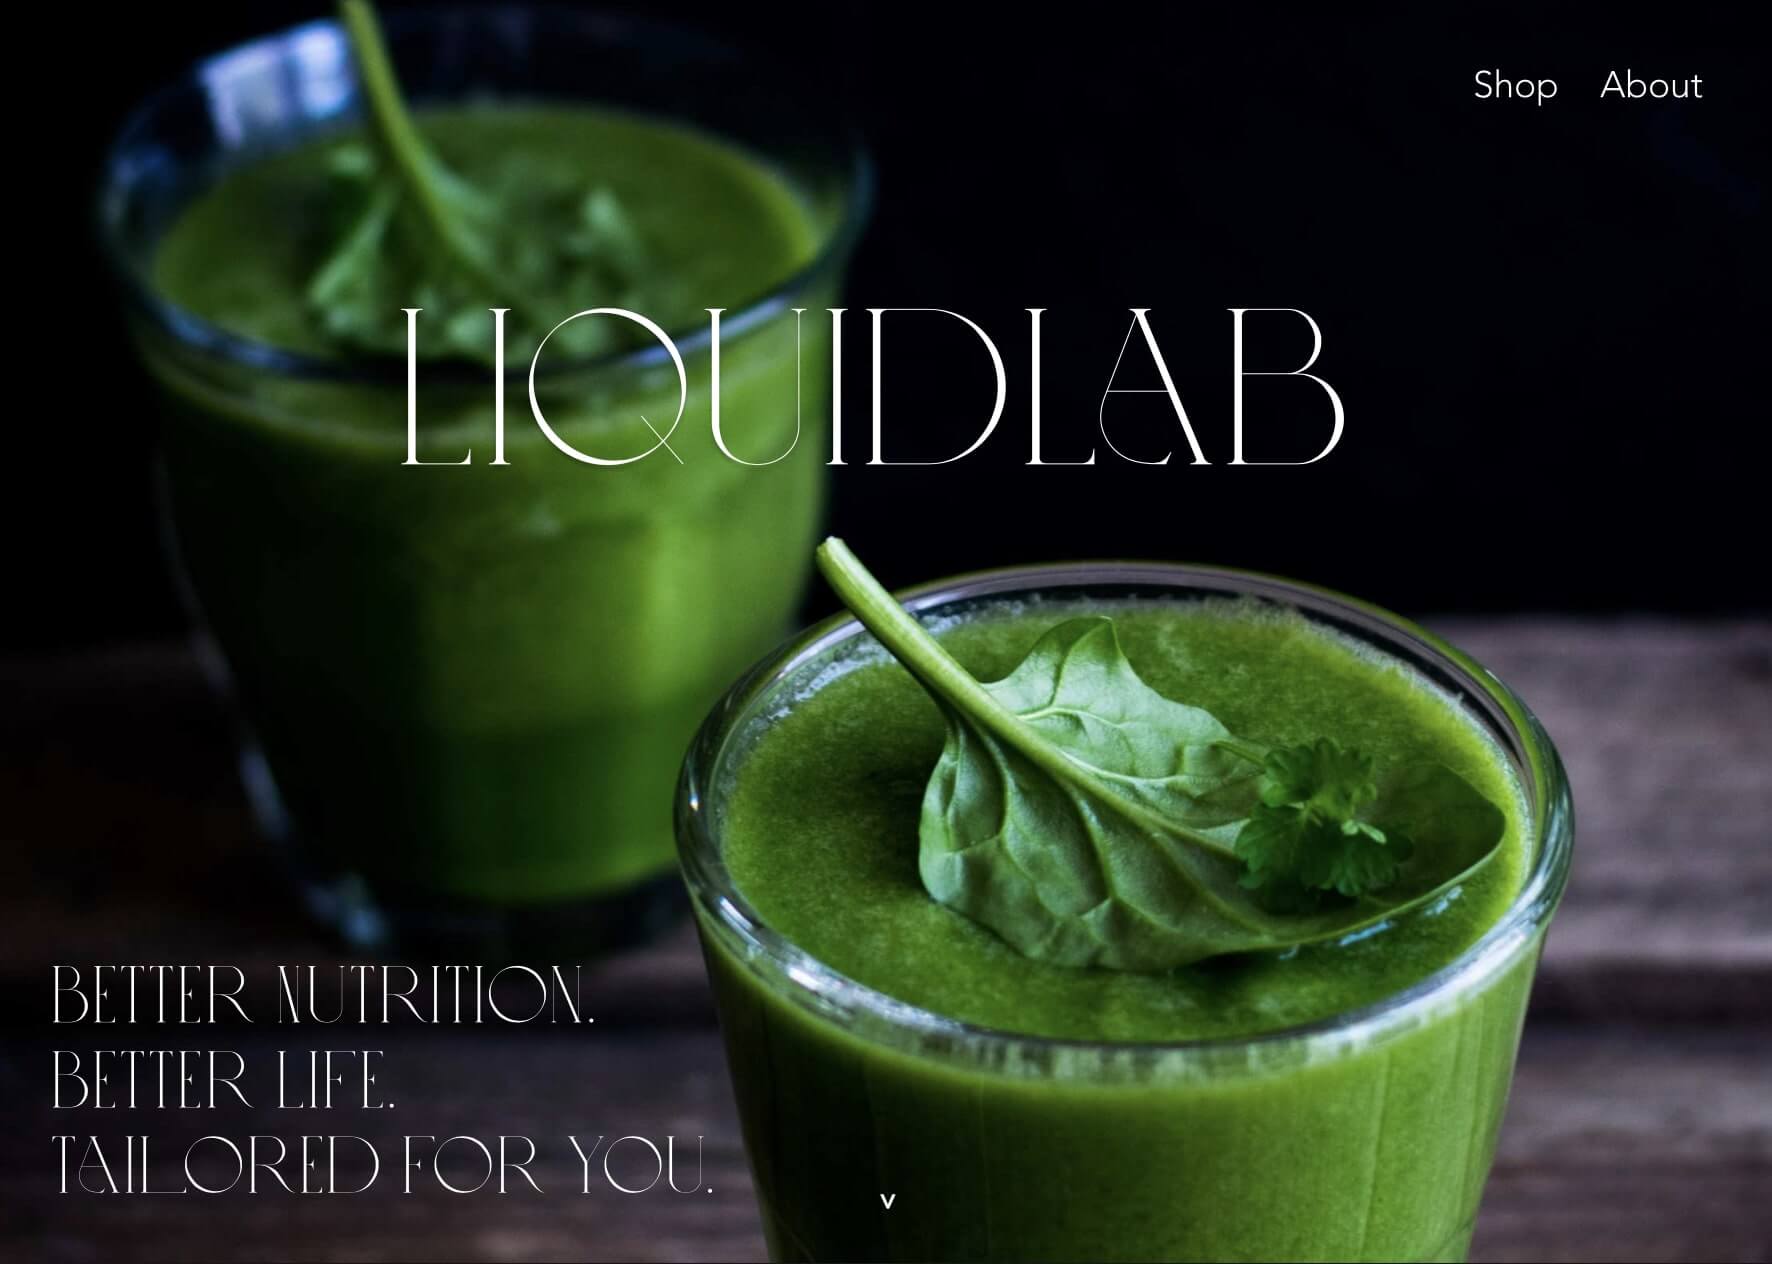 Shop About
LIQUIDLAB
BETTER NUTRITION.
BETTER LIFE.
TAILORED FOR YOU.
v